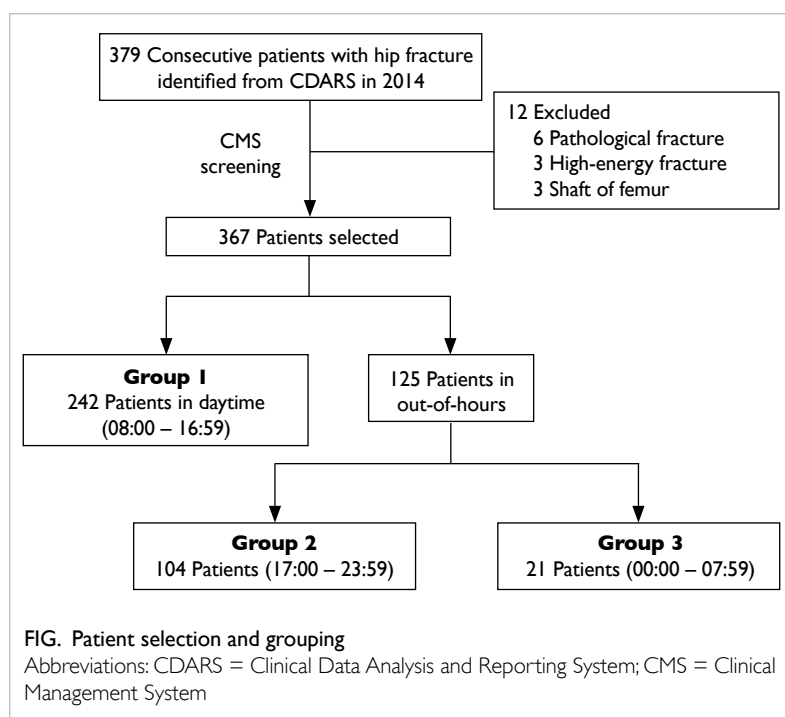 379 Consecutive patients with hip fracture
identified from CDARS in 2014
12 Excluded
6 Pathological fracture
3 High-energy fracture
3 Shaft of femur
CMS
screening
367 Patients selected
Group 1
242 Patients in daytime
(08:00 – 16:59)
125 Patients in
out-of-hours
Group 2
104 Patients (17:00 – 23:59)
Group 3
21 Patients (00:00 – 07:59)
FIG. Patient selection and grouping
Abbreviations: CDARS = Clinical Data Analysis and Reporting System; CMS = Clinical
Management System